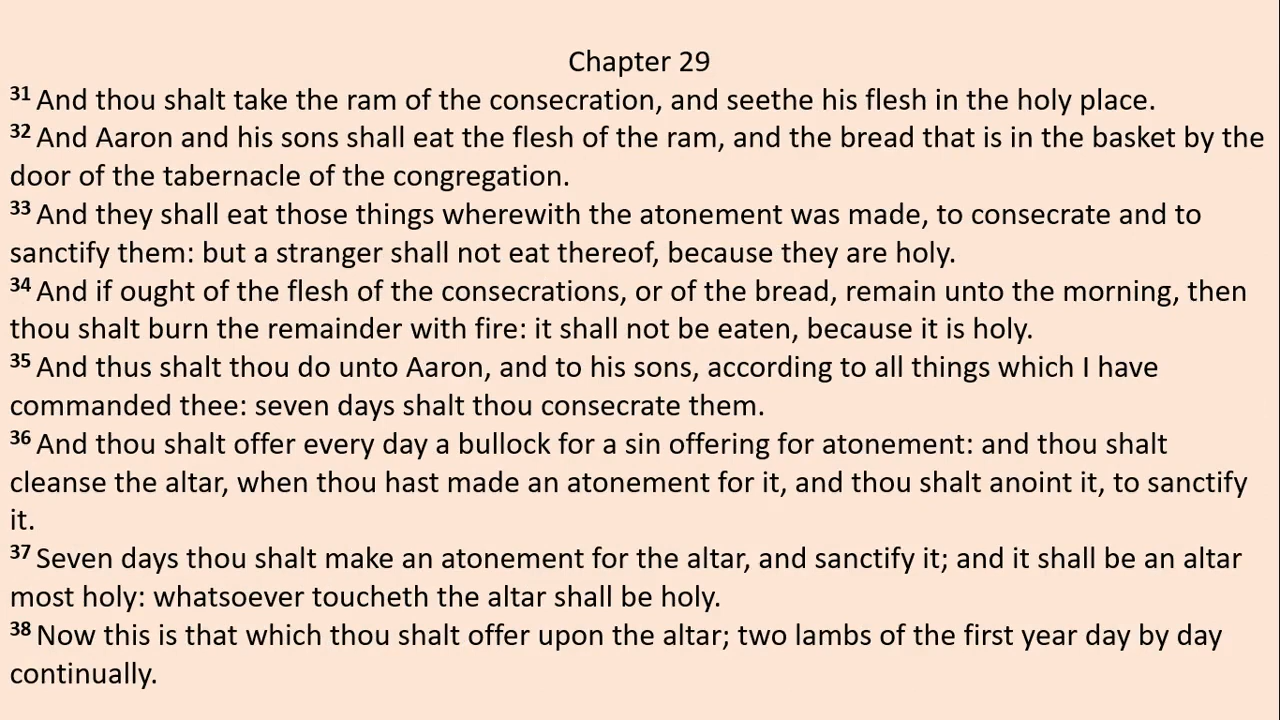 Chapter 29
31 And thou shalt take the ram of the consecration, and seethe his flesh in the holy place.
32 And Aaron and his sons shall eat the flesh of the ram, and the bread that is in the basket by the
door of the tabernacle of the congregation.
33 And they shall eat those things wherewith the atonement was made, to consecrate and to
sanctify them: but a stranger shall not eat thereof, because they are holy.
34 And if ought of the flesh of the consecrations, or of the bread, remain unto the morning, then
thou shalt burn the remainder with fire: it shall not be eaten, because it is holy.
35 And thus shalt thou do unto Aaron, and to his sons, according to all things which I have
commanded thee: seven days shalt thou consecrate them.
36 And thou shalt offer every day a bullock for a sin offering for atonement: and thou shalt
cleanse the altar, when thou hast made an atonement for it, and thou shalt anoint it, to sanctify
it.
37 Seven days thou shalt make an atonement for the altar, and sanctify it; and it shall be an altar
most holy: whatsoever toucheth the altar shall be holy.
38 Now this is that which thou shalt offer upon the altar; two lambs of the first year day by day
continually.